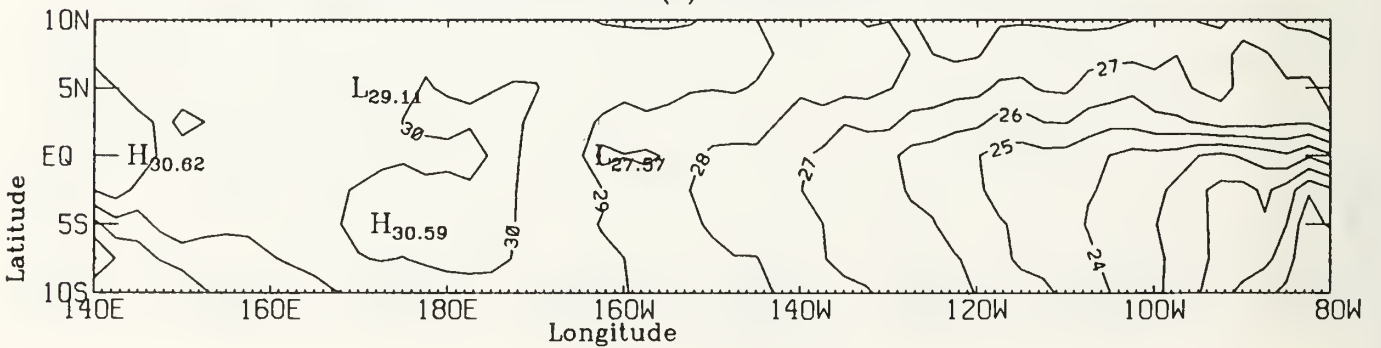 10N
27
5N
L29.11
30
26
EQ
H30.62
L27.57
28
27
25
29
Latitude
5S
H30.59
30
24
10S
140E 160E 180E 160W 140W 120W 100W 80W
Longitude